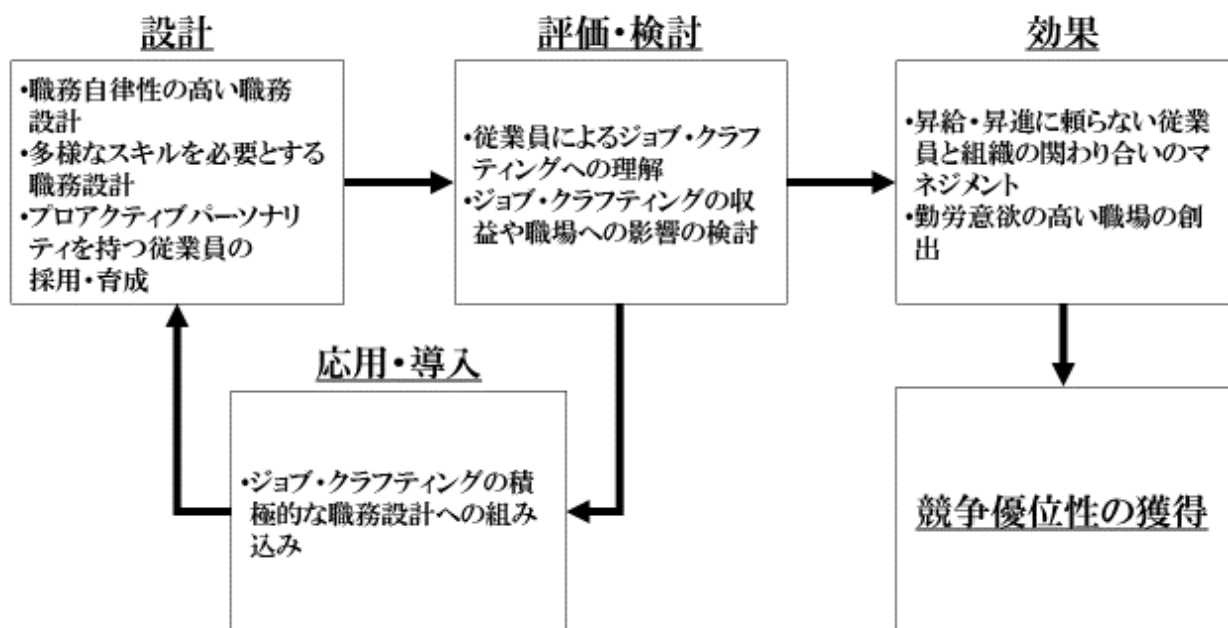 設計
・職務自律性の高い職務
設計
・多様なスキルを必要とする
職務設計
・プロアクティブパーソナリ
ティを持つ従業員の
採用・育成
評価・検討
・従業員によるジョブ・クラフ
ティングへの理解
・ジョブ・クラフティングの収
益や職場への影響の検討
効果
・昇給・昇進に頼らない従業
員と組織の関わり合いのマ
ネジメント
・勤労意欲の高い職場の創
出
応用・導入
・ジョブ・クラフティングの積
極的な職務設計への組み
込み
競争優位性の獲得